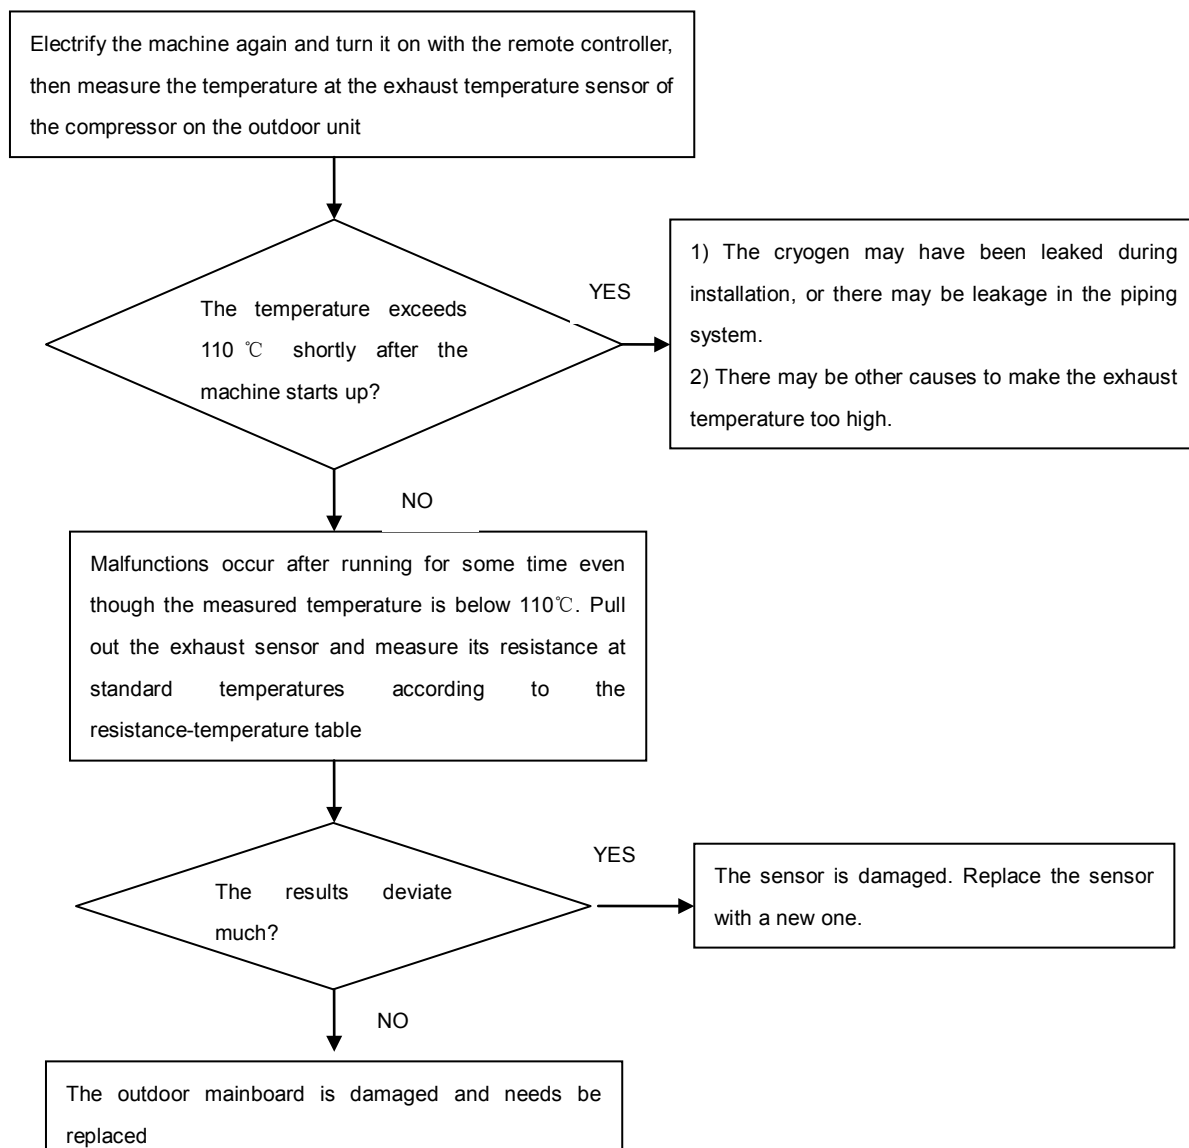 Electrify the machine again and turn it on with the remote controller,
then measure the temperature at the exhaust temperature sensor of
the compressor on the outdoor unit
The temperature exceeds
110 ℃ shortly after the
machine starts up?
YES
1) The cryogen may have been leaked during
installation, or there may be leakage in the piping
system.
2) There may be other causes to make the exhaust
temperature too high.
NO
Malfunctions occur after running for some time even
though the measured temperature is below 110℃. Pull
out the exhaust sensor and measure its resistance at
standard temperatures according to the
resistance-temperature table
The results deviate
much?
YES
The sensor is damaged. Replace the sensor
with a new one.
NO
The outdoor mainboard is damaged and needs be
replaced